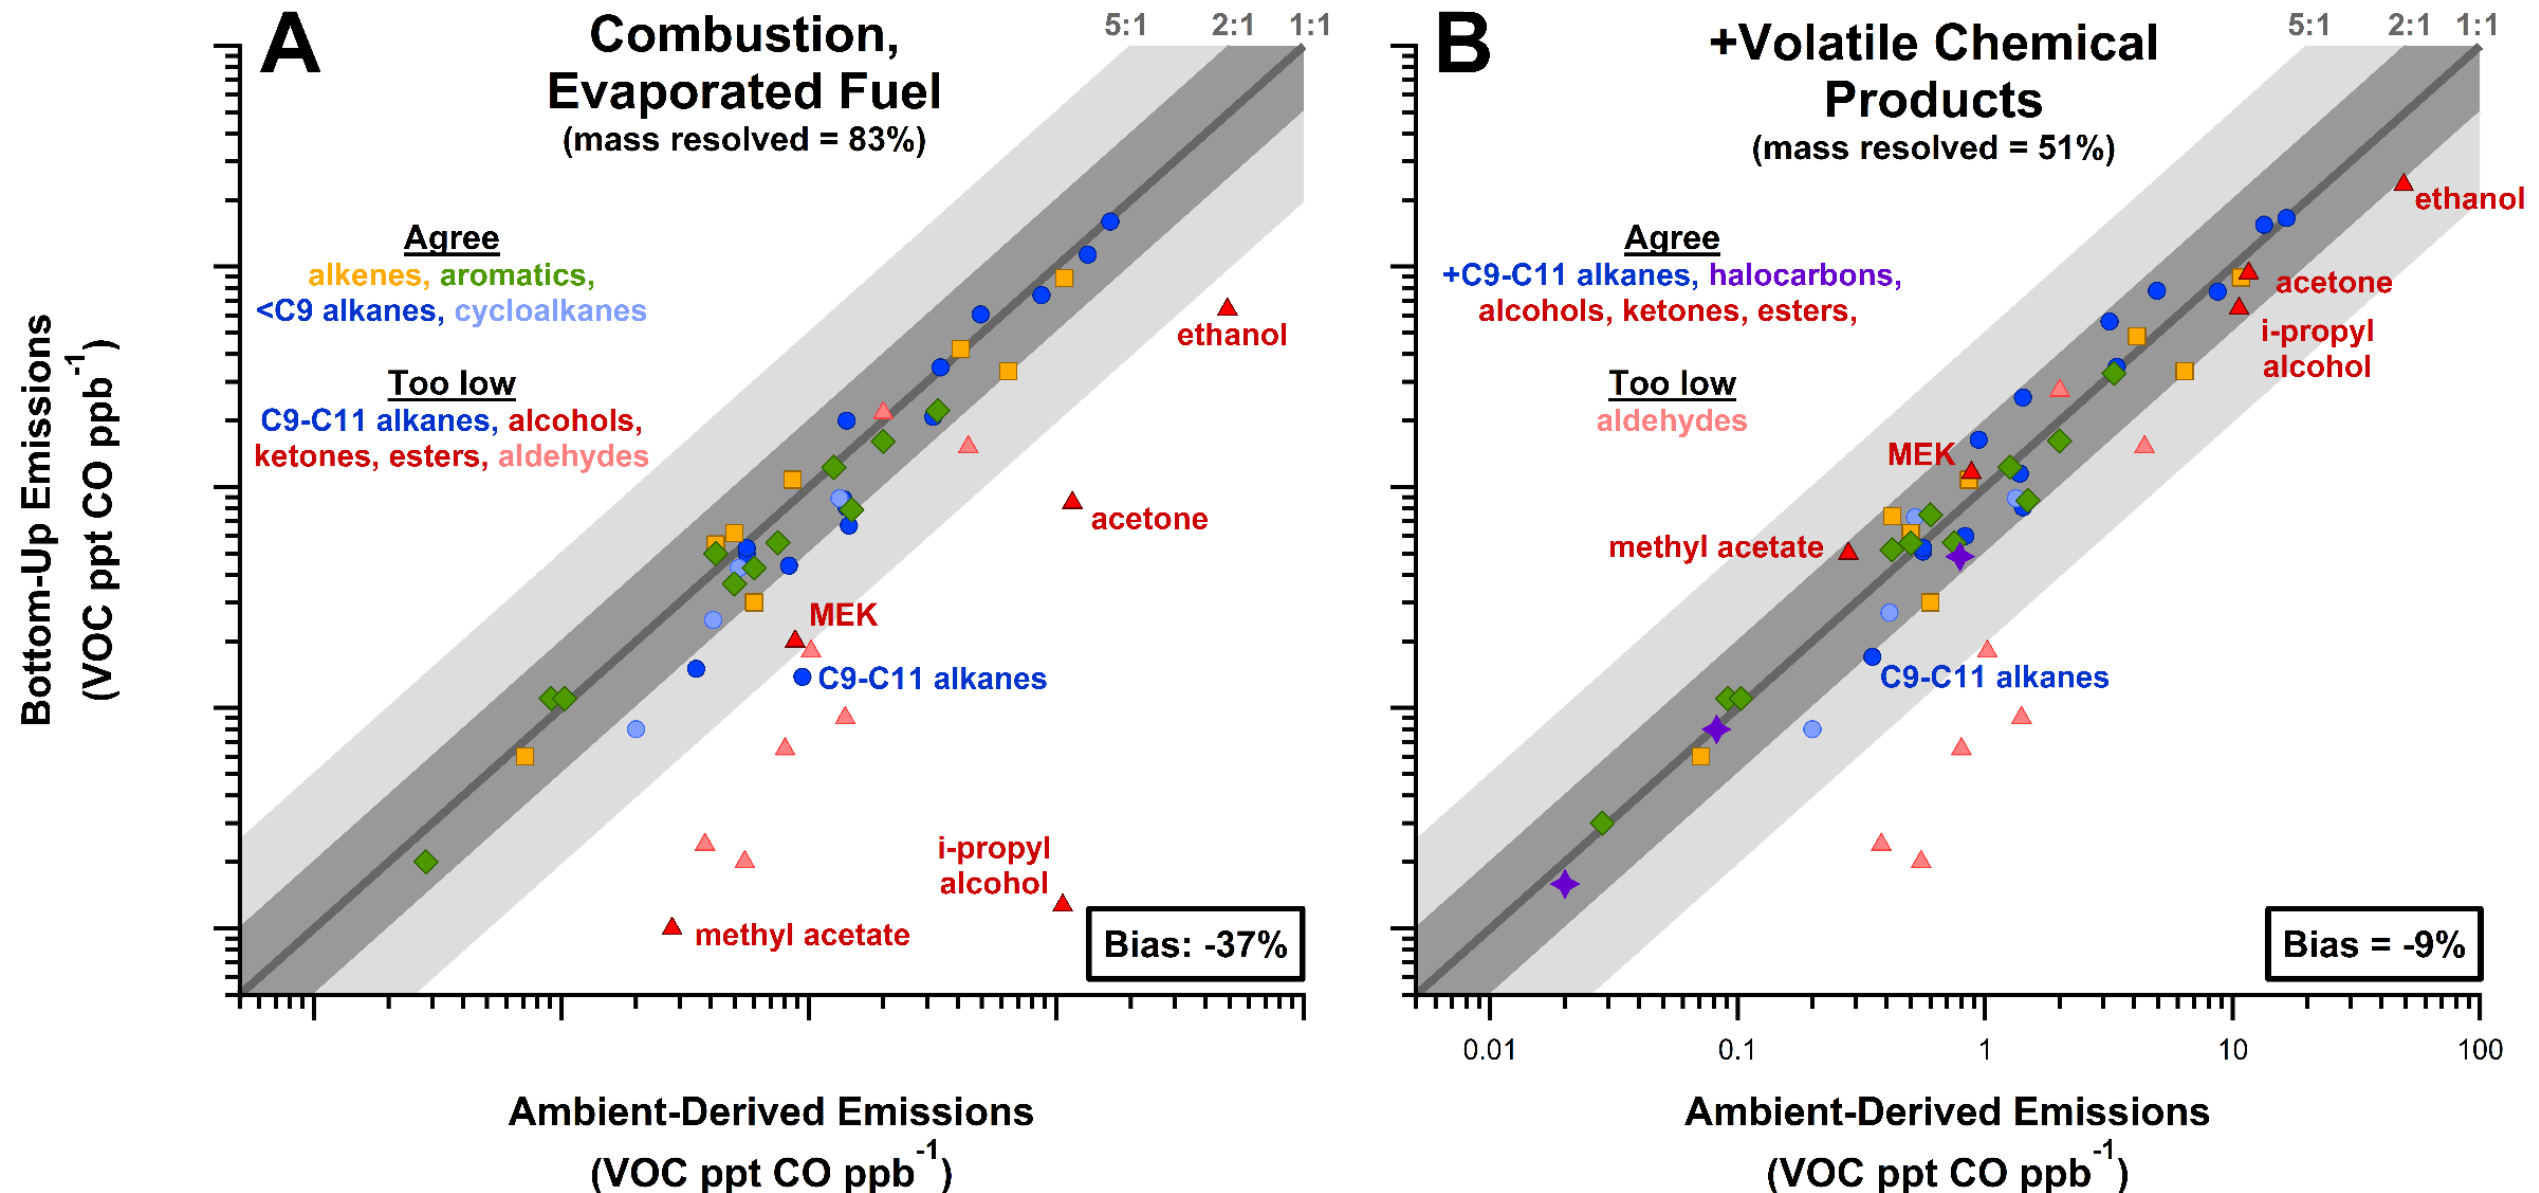 A
Combustion,
Evaporated Fuel
(mass resolved = 83%)
5:1 2:1 1:1
Agree
alkenes, aromatics,
<C9 alkanes, cycloalkanes
Too low
C9-C11 alkanes, alcohols,
ketones, esters, aldehydes
ethanol
acetone
MEK
C9-C11 alkanes
i-propyl
alcohol
methyl acetate
Bias: -37%
Bottom-Up Emissions
(VOC ppt CO ppb⁻¹)
Ambient-Derived Emissions
(VOC ppt CO ppb⁻¹)
B
+Volatile Chemical
Products
(mass resolved = 51%)
5:1 2:1 1:1
Agree
+C9-C11 alkanes, halocarbons,
alcohols, ketones, esters,
Too low
aldehydes
ethanol
acetone
i-propyl
alcohol
MEK
methyl acetate
C9-C11 alkanes
Bias = -9%
0.01 0.1 1 10 100
Ambient-Derived Emissions
(VOC ppt CO ppb⁻¹)